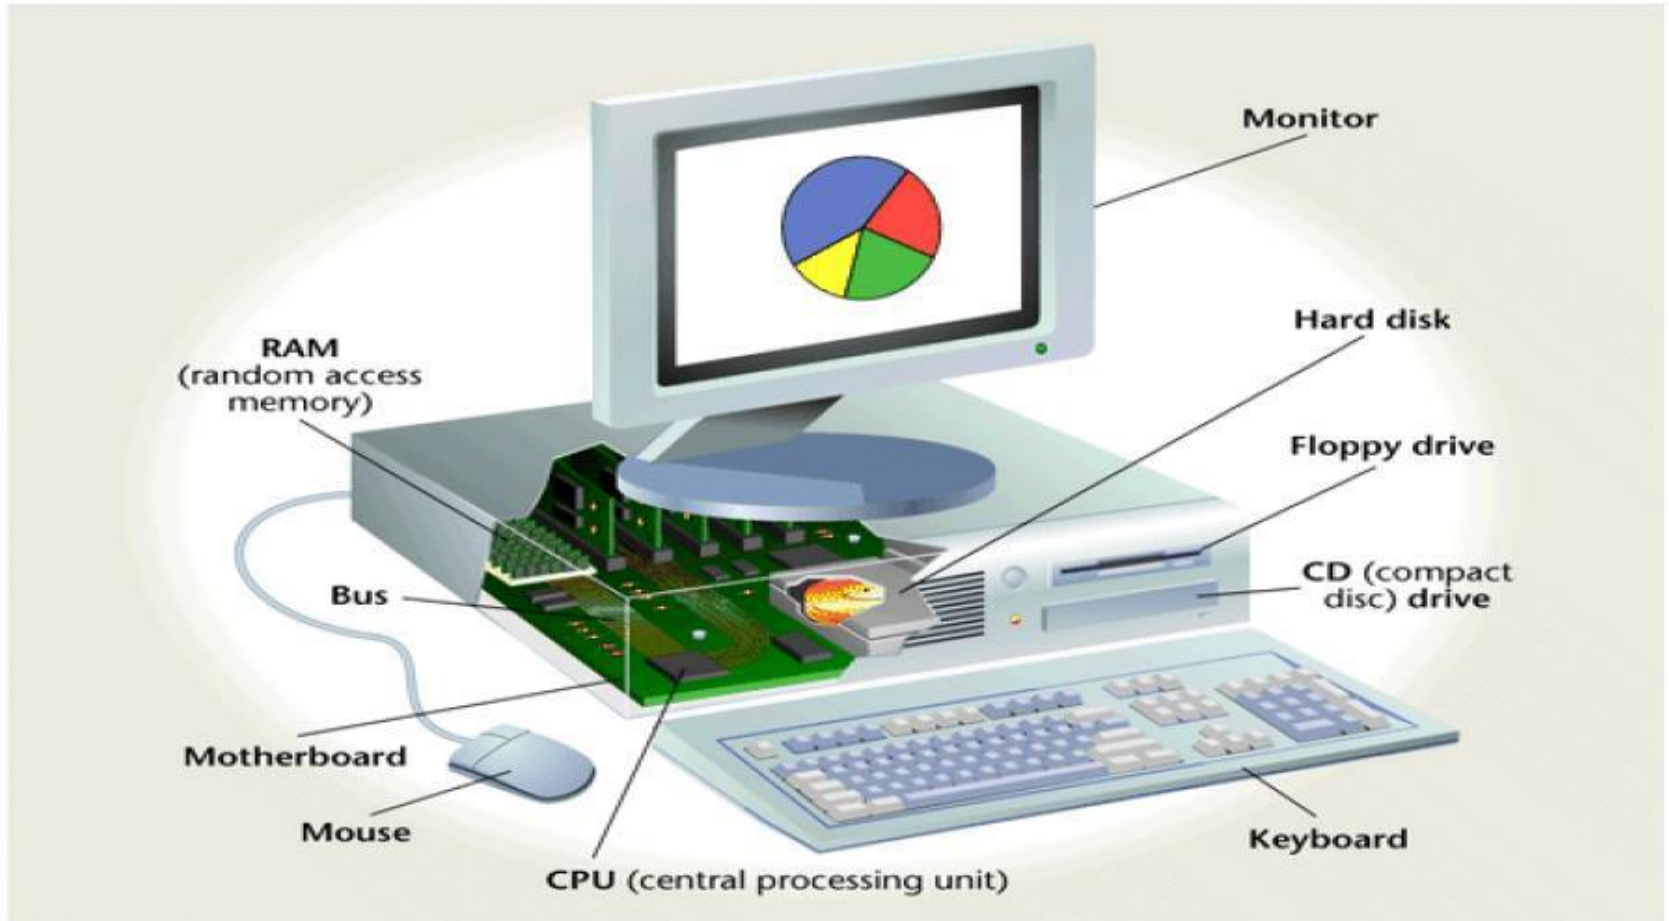 Monitor
Hard disk
RAM
(random access
memory)
Floppy drive
CD (compact
disc) drive
Bus
Motherboard
Mouse
Keyboard
CPU (central processing unit)